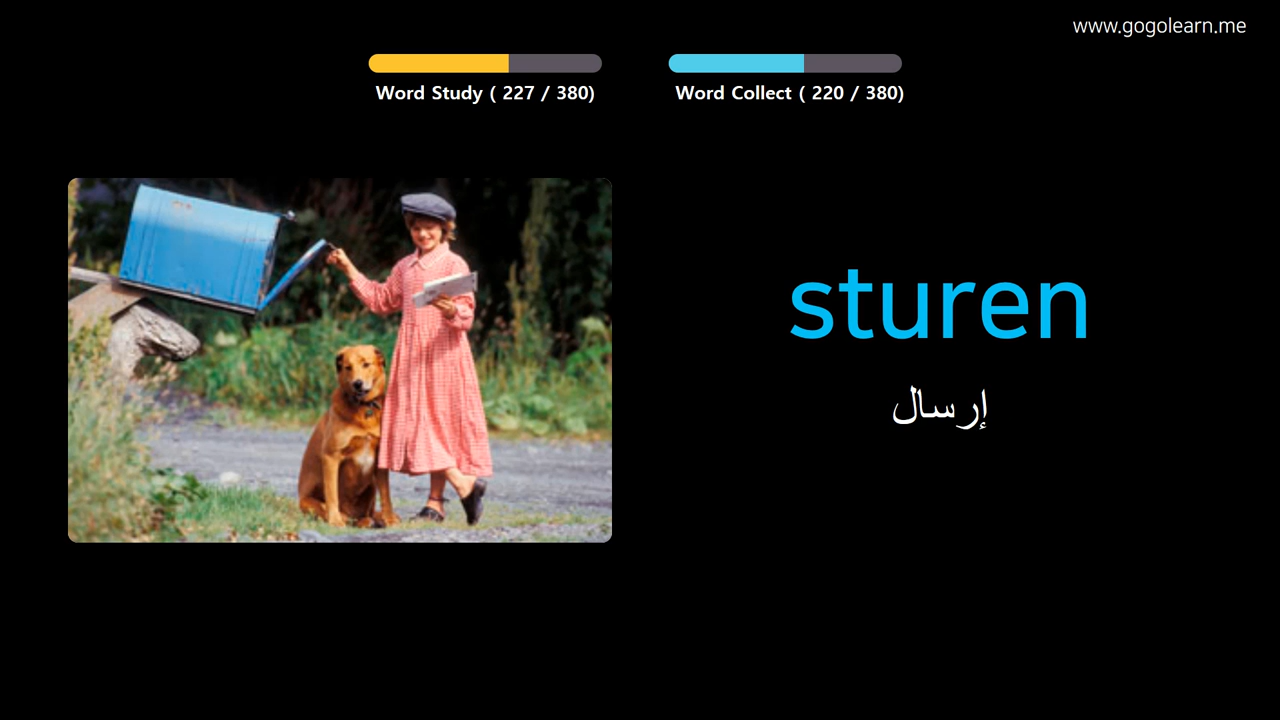 www.gogolearn.me
Word Study ( 227 / 380)
Word Collect ( 220 / 380)
sturen
إرسال